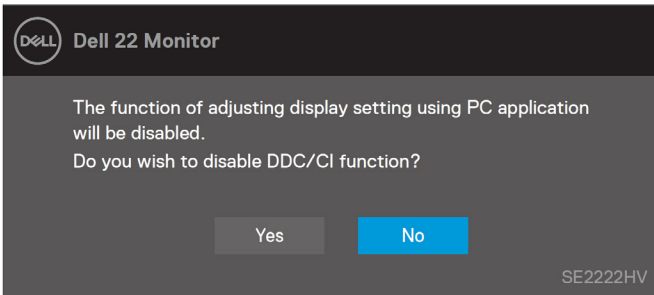 DELL Dell 22 Monitor
The function of adjusting display setting using PC application
will be disabled.
Do you wish to disable DDC/CI function?
Yes No
SE2222HV